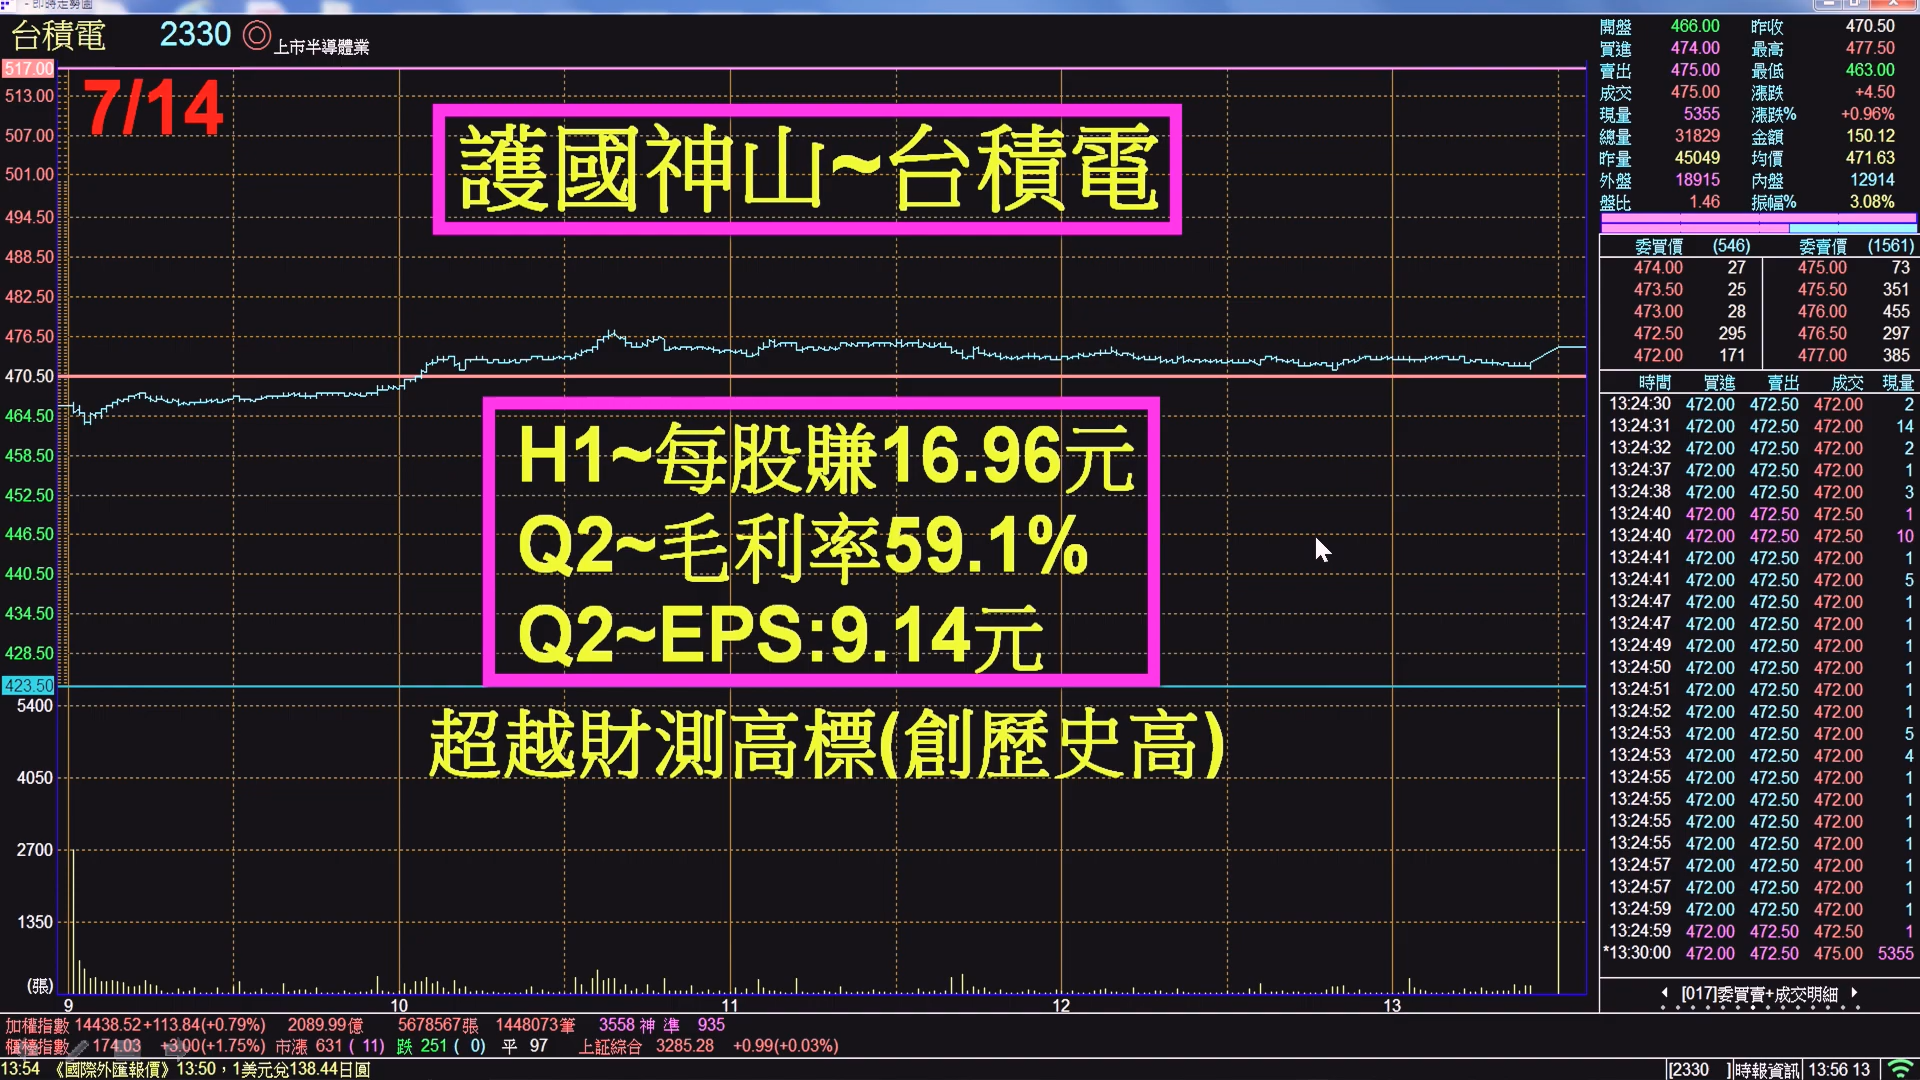 - 即時走勢圖
台積電 2330 ◎ 上市半導體業
7/14
護國神山~台積電
H1~每股賺16.96元
Q2~毛利率59.1%
Q2~EPS:9.14元
超越財測高標(創歷史高)
517.00
513.00
507.00
501.00
494.50
488.50
482.50
476.50
470.50
464.50
458.50
452.50
446.50
440.50
434.50
428.50
423.50
5400
4050
2700
1350
(張)
9 10 11 12 13
開盤 466.00 昨收 470.50
買進 474.00 最高 477.50
賣出 475.00 最低 463.00
成交 475.00 漲跌 +4.50
現量 5355 漲跌% +0.96%
總量 31829 金額 150.12
昨量 45049 均價 471.63
外盤 18915 內盤 12914
盤比 1.46 振幅% 3.08%
委買價 (546) 委賣價 (1561)
474.00 27 475.00 73
473.50 25 475.50 351
473.00 28 476.00 455
472.50 295 476.50 297
472.00 171 477.00 385
時間 買進 賣出 成交 現量
13:24:30 472.00 472.50 472.00 2
13:24:31 472.00 472.50 472.00 14
13:24:32 472.00 472.50 472.00 2
13:24:37 472.00 472.50 472.00 1
13:24:38 472.00 472.50 472.00 3
13:24:40 472.00 472.50 472.50 1
13:24:40 472.00 472.50 472.50 10
13:24:41 472.00 472.50 472.00 1
13:24:41 472.00 472.50 472.00 5
13:24:47 472.00 472.50 472.00 1
13:24:47 472.00 472.50 472.00 1
13:24:49 472.00 472.50 472.00 1
13:24:50 472.00 472.50 472.00 1
13:24:51 472.00 472.50 472.00 1
13:24:52 472.00 472.50 472.00 1
13:24:53 472.00 472.50 472.00 5
13:24:53 472.00 472.50 472.00 4
13:24:55 472.00 472.50 472.00 1
13:24:55 472.00 472.50 472.00 1
13:24:55 472.00 472.50 472.00 1
13:24:55 472.00 472.50 472.00 1
13:24:57 472.00 472.50 472.00 1
13:24:57 472.00 472.50 472.00 1
13:24:59 472.00 472.50 472.00 1
13:24:59 472.00 472.50 472.50 1
*13:30:00 472.00 472.50 475.00 5355
[017]委買賣+成交明細
加權指數 14438.52+113.84(+0.79%) 2089.99億 5678567張 1448073筆 3558 神 準 935
櫃檯指數 174.03 +3.00(+1.75%) 市漲 631 ( 11) 跌 251 ( 0) 平 97 上証綜合 3285.28 +0.99(+0.03%)
13:54 《國際外匯報價》13:50，1美元兌138.44日圓
[2330 ]時報資訊 13:56 13